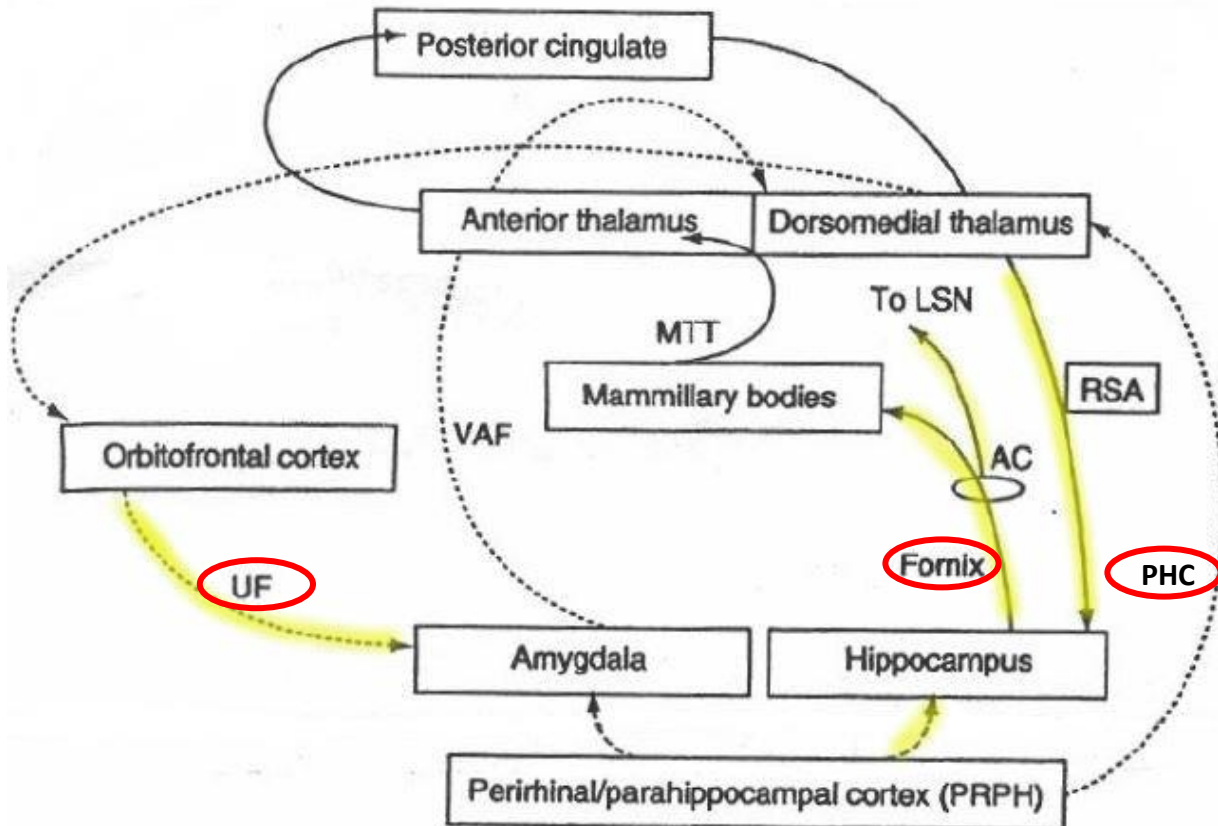 Posterior cingulate
Anterior thalamus
Dorsomedial thalamus
To LSN
MTT
RSA
Mammillary bodies
VAF
AC
Orbitofrontal cortex
Fornix
PHC
UF
Amygdala
Hippocampus
Perirhinal/parahippocampal cortex (PRPH)